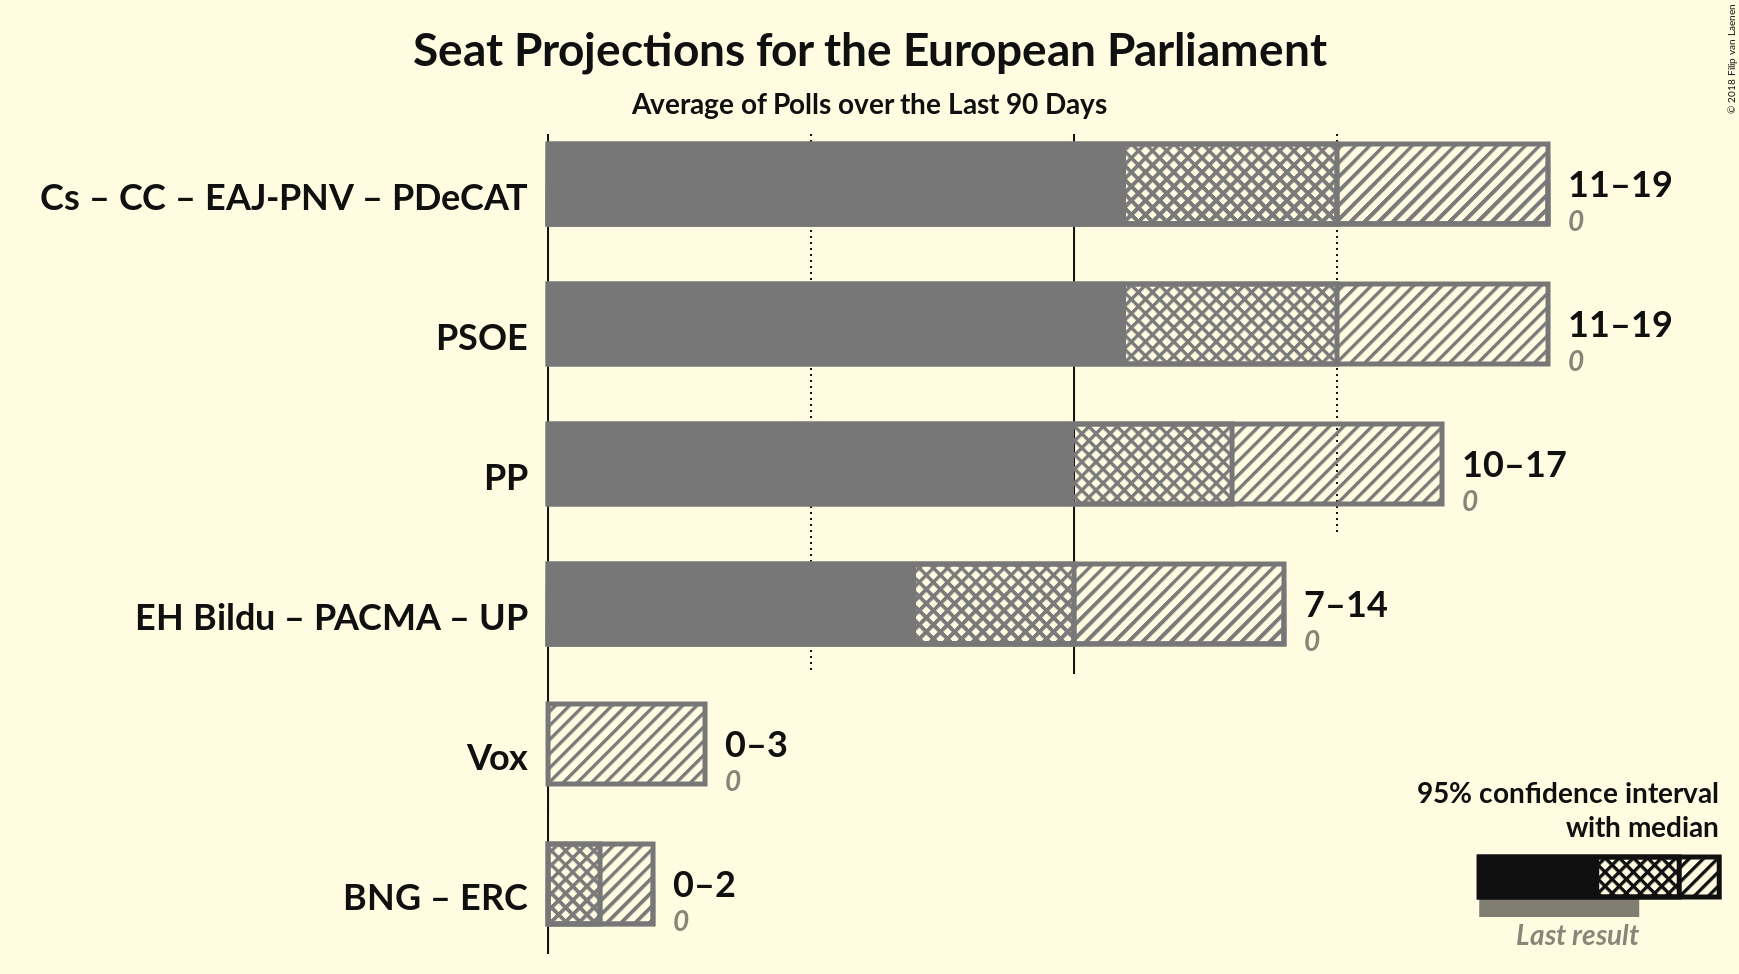 Seat Projections for the European Parliament
Average of Polls over the Last 90 Days
© 2018 Filip van Laenen
Cs – CC – EAJ-PNV – PDeCAT
11–19
0
PSOE
11–19
0
PP
10–17
0
EH Bildu – PACMA – UP
7–14
0
Vox
0–3
0
BNG – ERC
0–2
0
95% confidence interval
with median
Last result